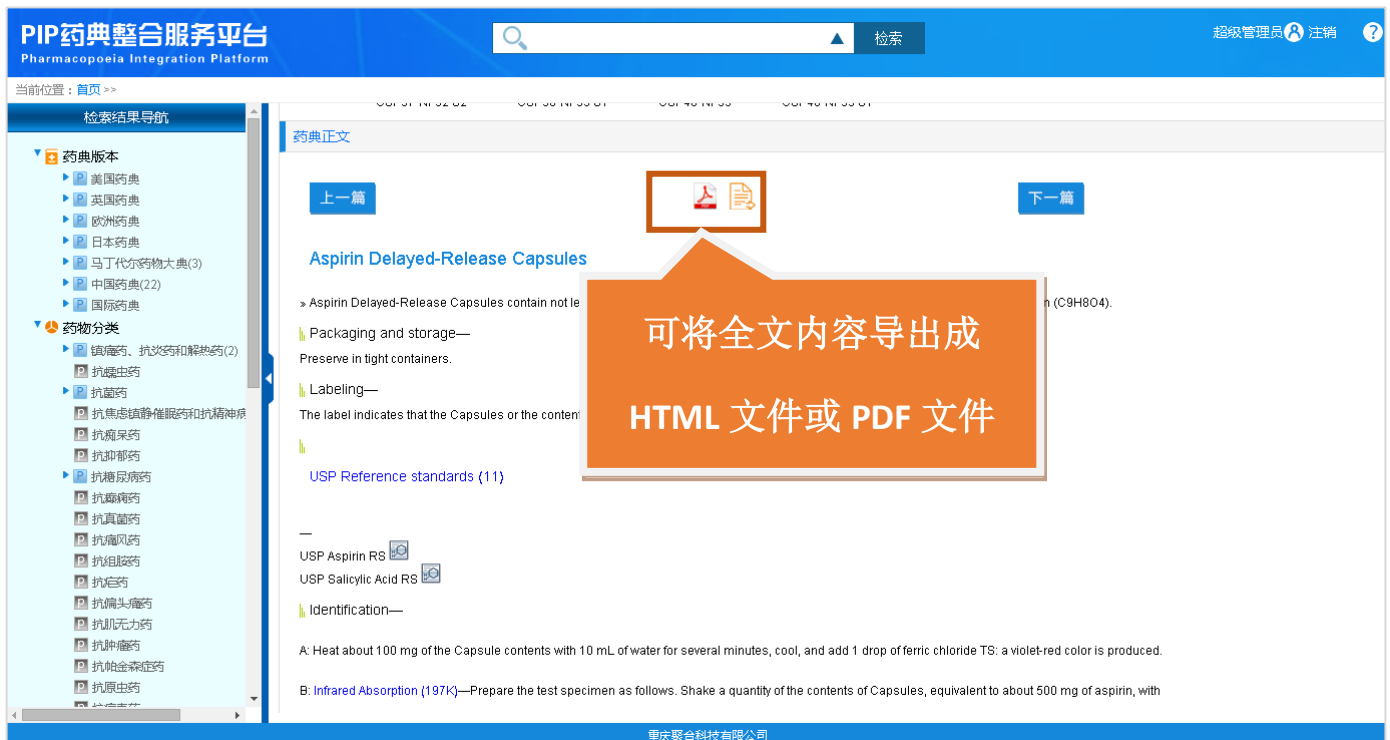 PIP药典整合服务平台
Pharmacopoeia Integration Platform
检索
超级管理员 注销
当前位置：首页 >>
检索结果导航
药典版本
美国药典
英国药典
欧洲药典
日本药典
马丁代尔药物大典(3)
中国药典(22)
国际药典
药物分类
镇痛药、抗炎药和解热药(2)
抗蠕虫药
抗菌药
抗焦虑镇静催眠药和抗精神病
抗痴呆药
抗抑郁药
抗糖尿病药
抗癫痫药
抗真菌药
抗痛风药
抗组胺药
抗疟药
抗偏头痛药
抗肌无力药
抗肿瘤药
抗帕金森症药
抗原虫药
药典正文
上一篇
下一篇
Aspirin Delayed-Release Capsules
» Aspirin Delayed-Release Capsules contain not le
n (C9H8O4).
Packaging and storage—
Preserve in tight containers.
Labeling—
The label indicates that the Capsules or the conten
USP Reference standards (11)
—
USP Aspirin RS
USP Salicylic Acid RS
Identification—
A: Heat about 100 mg of the Capsule contents with 10 mL of water for several minutes, cool, and add 1 drop of ferric chloride TS: a violet-red color is produced.
B: Infrared Absorption (197K)—Prepare the test specimen as follows. Shake a quantity of the contents of Capsules, equivalent to about 500 mg of aspirin, with
可将全文内容导出成
HTML 文件或 PDF 文件
重庆聚合科技有限公司